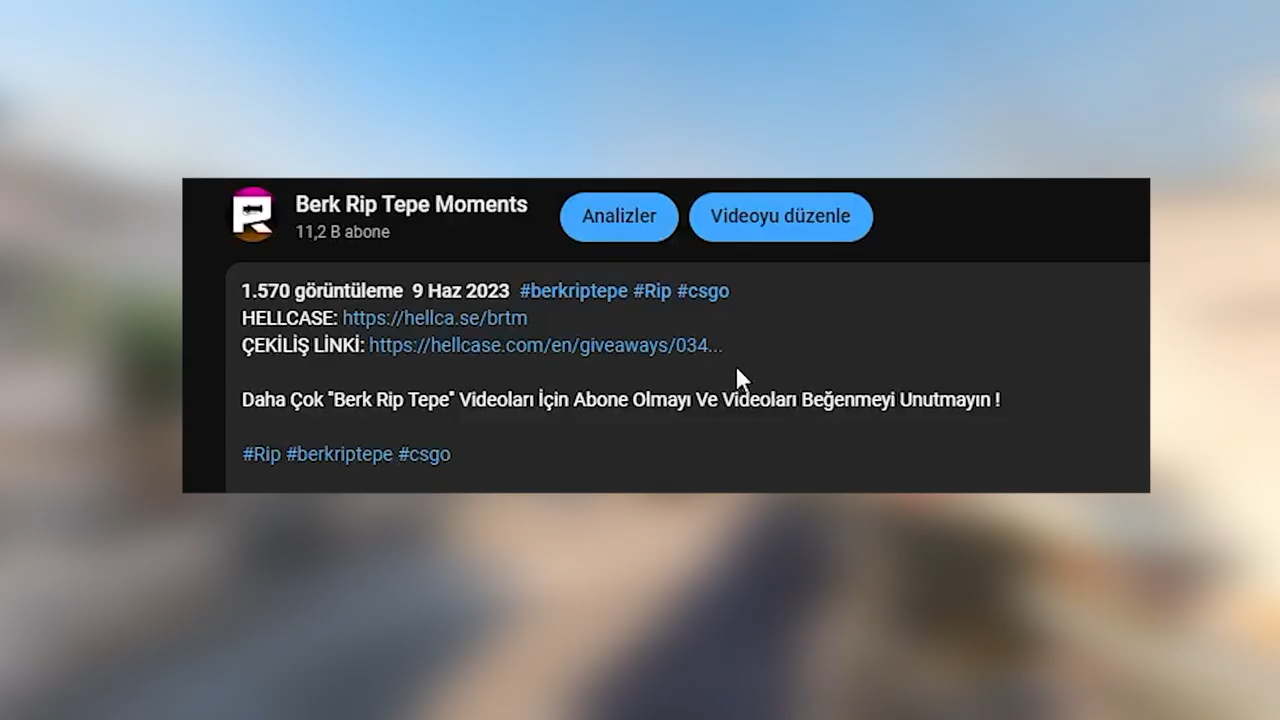 Berk Rip Tepe Moments
11,2 B abone
Analizler
Videoyu düzenle
1.570 görüntüleme 9 Haz 2023 #berkriptepe #Rip #csgo
HELLCASE: https://hellca.se/brtm
ÇEKİLİŞ LİNKİ: https://hellcase.com/en/giveaways/034...
Daha Çok "Berk Rip Tepe" Videoları İçin Abone Olmayı Ve Videoları Beğenmeyi Unutmayın !
#Rip #berkriptepe #csgo